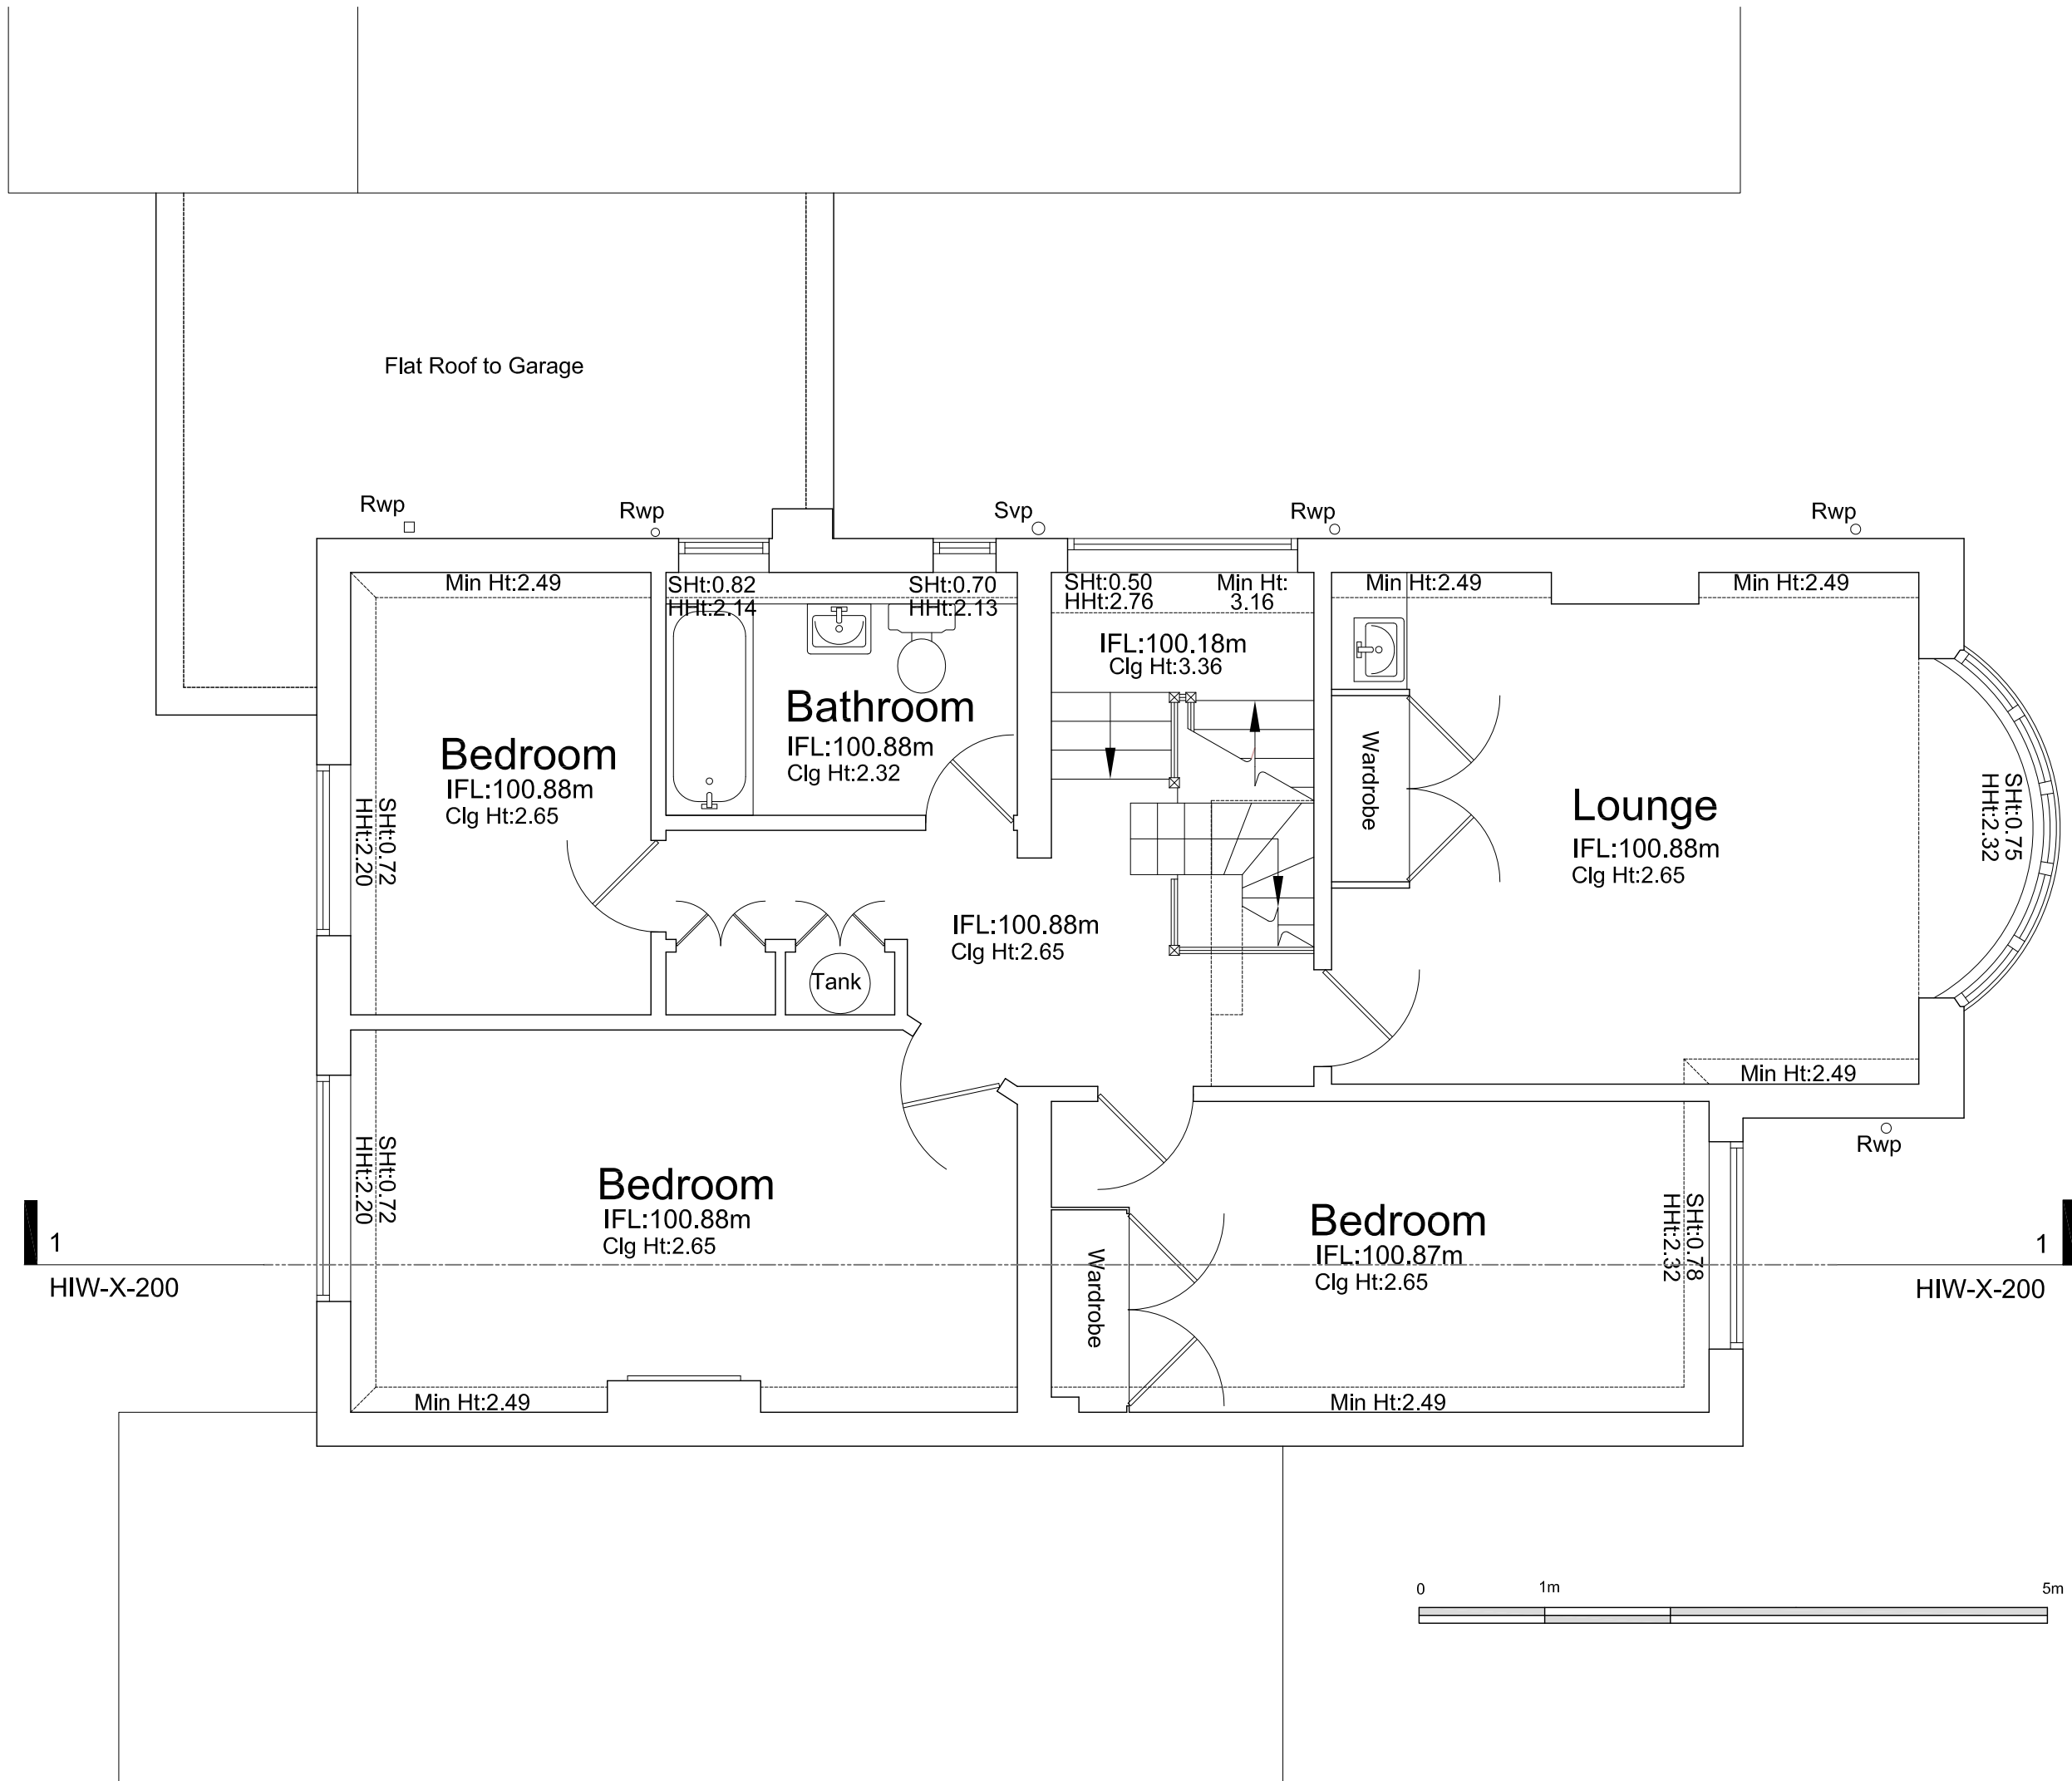 Flat Roof to Garage
Rwp
Rwp
Svp
Rwp
Rwp
Min Ht:2.49
SHt:0.82
HHt:2.14
SHt:0.70
HHt:2.13
SHt:0.50
HHt:2.76
Min Ht:
3.16
Min Ht:2.49
Min Ht:2.49
IFL:100.18m
Clg Ht:3.36
Bathroom
IFL:100.88m
Clg Ht:2.32
Bedroom
IFL:100.88m
Clg Ht:2.65
SHt:0.72
HHt:2.20
Wardrobe
Lounge
IFL:100.88m
Clg Ht:2.65
SHt:0.75
HHt:2.32
IFL:100.88m
Clg Ht:2.65
Tank
Min Ht:2.49
Rwp
SHt:0.72
HHt:2.20
Bedroom
IFL:100.88m
Clg Ht:2.65
Wardrobe
Bedroom
IFL:100.87m
Clg Ht:2.65
SHt:0.78
HHt:2.32
1
HIW-X-200
1
HIW-X-200
Min Ht:2.49
Min Ht:2.49
0
1m
5m